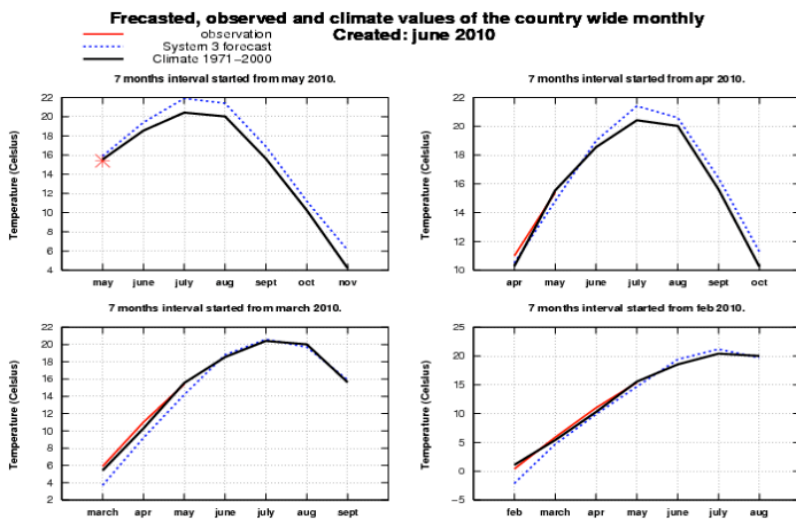 Frecasted, observed and climate values of the country wide monthly
Created: june 2010
observation
System 3 forecast
Climate 1971-2000
7 months interval started from may 2010.
Temperature (Celsius)
22
20
18
16
14
12
10
8
6
4
may june july aug sept oct nov
7 months interval started from apr 2010.
Temperature (Celsius)
22
20
18
16
14
12
10
apr may june july aug sept oct
7 months interval started from march 2010.
Temperature (Celsius)
22
20
18
16
14
12
10
8
6
4
2
march apr may june july aug sept
7 months interval started from feb 2010.
Temperature (Celsius)
25
20
15
10
5
0
-5
feb march apr may june july aug